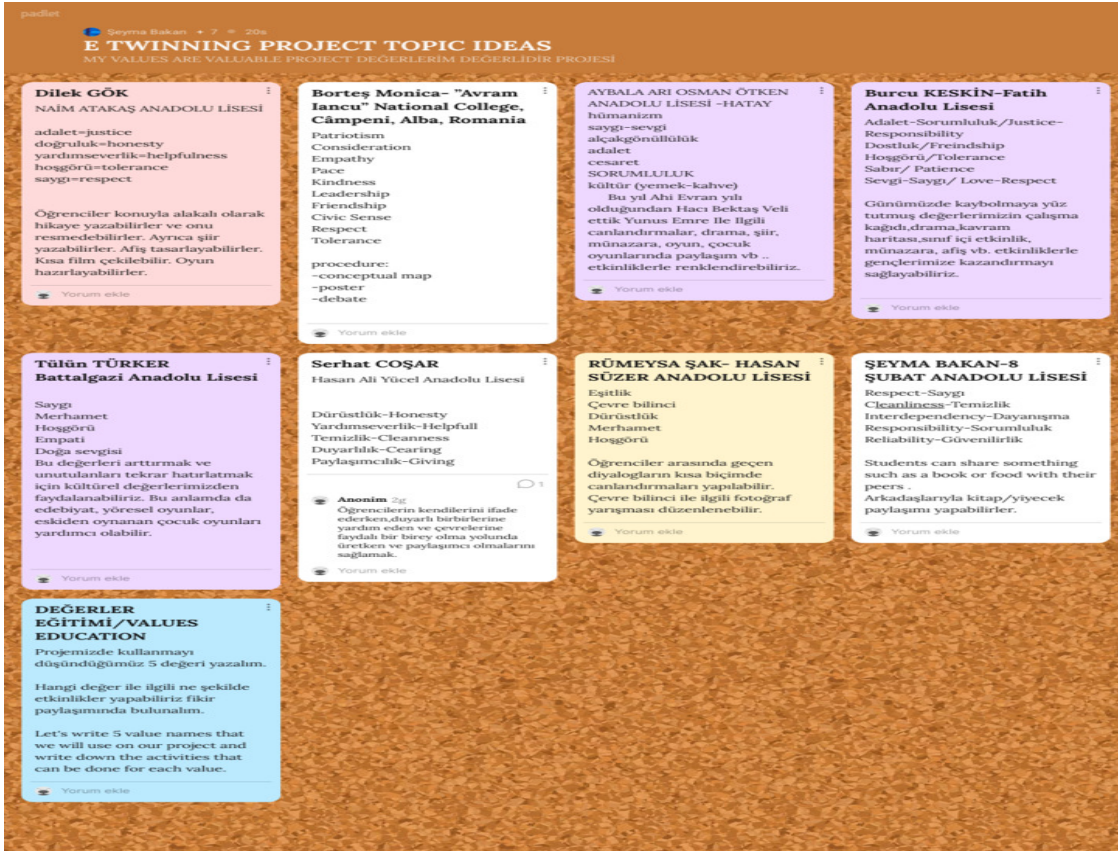 padlet
Şeyma Bakan + 7 20s
E TWINNING PROJECT TOPIC IDEAS
MY VALUES ARE VALUABLE PROJECT DEĞERLERİM DEĞERLİDİR PROJESİ
Dilek GÖK
NAİM ATAKAŞ ANADOLU LİSESİ
adalet=justice
doğruluk=honesty
yardımseverlik=helpfulness
hoşgörü=tolerance
saygı=respect
Öğrenciler konuyla alakalı olarak
hikaye yazabilirler ve onu
resmedebilirler. Ayrıca şiir
yazabilirler. Afiş tasarlayabilirler.
Kısa film çekilebilir. Oyun
hazırlayabilirler.
Yorum ekle
Borteş Monica- "Avram
Iancu" National College,
Câmpeni, Alba, Romania
Patriotism
Consideration
Empathy
Pace
Kindness
Leadership
Friendship
Civic Sense
Respect
Tolerance
procedure:
-conceptual map
-poster
-debate
Yorum ekle
AYBALA ARI OSMAN ÖTKEN
ANADOLU LİSESİ -HATAY
hümanizm
saygı-sevgi
alçakgönüllülük
adalet
cesaret
SORUMLULUK
kültür (yemek-kahve)
Bu yıl Ahi Evran yılı
olduğundan Hacı Bektaş Veli
ettik Yunus Emre Ile Ilgili
canlandırmalar, drama, şiir,
münazara, oyun, çocuk
oyunlarında paylaşım vb ..
etkinliklerle renklendirebiliriz.
Yorum ekle
Burcu KESKİN-Fatih
Anadolu Lisesi
Adalet-Sorumluluk/Justice-
Responsibility
Dostluk/Freindship
Hoşgörü/Tolerance
Sabır/ Patience
Sevgi-Saygı/ Love-Respect
Günümüzde kaybolmaya yüz
tutmuş değerlerimizin çalışma
kağıdı,drama,kavram
haritası,sınıf içi etkinlik,
münazara, afiş vb. etkinliklerle
gençlerimize kazandırmayı
sağlayabiliriz.
Yorum ekle
Tülün TÜRKER
Battalgazi Anadolu Lisesi
Saygı
Merhamet
Hoşgörü
Empati
Doğa sevgisi
Bu değerleri arttırmak ve
unutulanları tekrar hatırlatmak
için kültürel değerlerimizden
faydalanabiliriz. Bu anlamda da
edebiyat, yöresel oyunlar,
eskiden oynanan çocuk oyunları
yardımcı olabilir.
Yorum ekle
Serhat COŞAR
Hasan Ali Yücel Anadolu Lisesi
Dürüstlük-Honesty
Yardımseverlik-Helpfull
Temizlik-Cleanness
Duyarlılık-Cearing
Paylaşımcılık-Giving
1
Anonim 2g
Öğrencilerin kendilerini ifade
ederken,duyarlı birbirlerine
yardım eden ve çevrelerine
faydalı bir birey olma yolunda
üretken ve paylaşımcı olmalarını
sağlamak.
Yorum ekle
RÜMEYSA ŞAK- HASAN
SÜZER ANADOLU LİSESİ
Eşitlik
Çevre bilinci
Dürüstlük
Merhamet
Hoşgörü
Öğrenciler arasında geçen
diyalogların kısa biçimde
canlandırmaları yapılabilir.
Çevre bilinci ile ilgili fotoğraf
yarışması düzenlenebilir.
Yorum ekle
ŞEYMA BAKAN-8
ŞUBAT ANADOLU LİSESİ
Respect-Saygı
Cleanliness-Temizlik
Interdependency-Dayanışma
Responsibility-Sorumluluk
Reliability-Güvenilirlik
Students can share something
such as a book or food with their
peers .
Arkadaşlarıyla kitap/yiyecek
paylaşımı yapabilirler.
Yorum ekle
DEĞERLER
EĞİTİMİ/VALUES
EDUCATION
Projemizde kullanmayı
düşündüğümüz 5 değeri yazalım.
Hangi değer ile ilgili ne şekilde
etkinlikler yapabiliriz fikir
paylaşımında bulunalım.
Let's write 5 value names that
we will use on our project and
write down the activities that
can be done for each value.
Yorum ekle